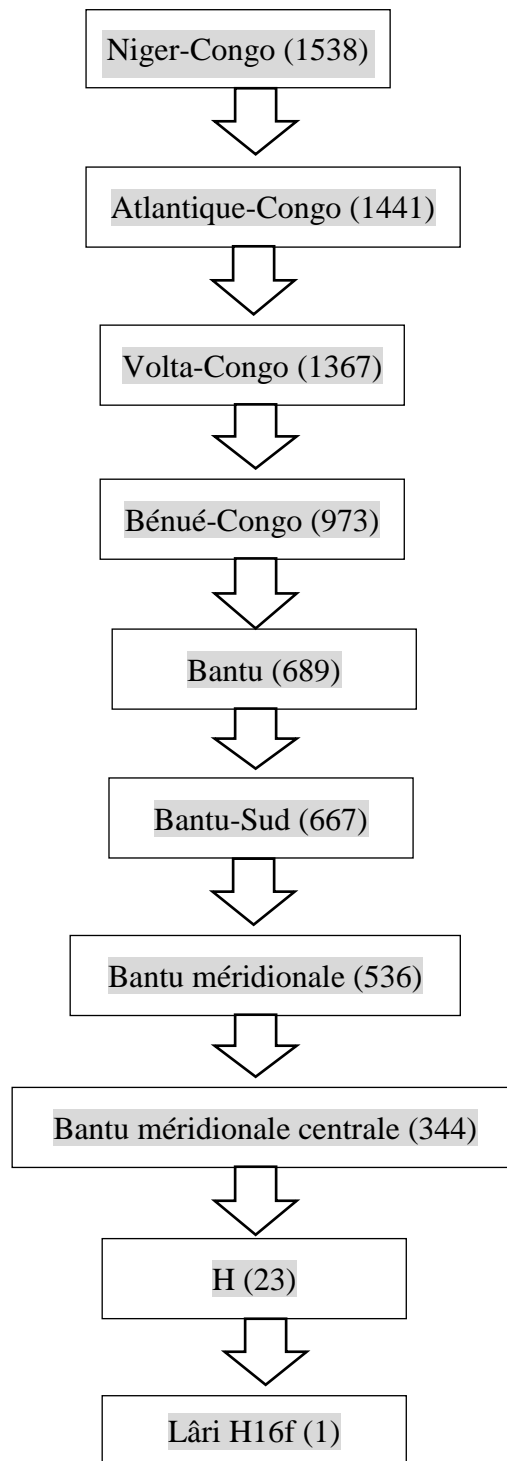 Niger-Congo (1538)
Atlantique-Congo (1441)
Volta-Congo (1367)
Bénué-Congo (973)
Bantu (689)
Bantu-Sud (667)
Bantu méridionale (536)
Bantu méridionale centrale (344)
H (23)
Lâri H16f (1)